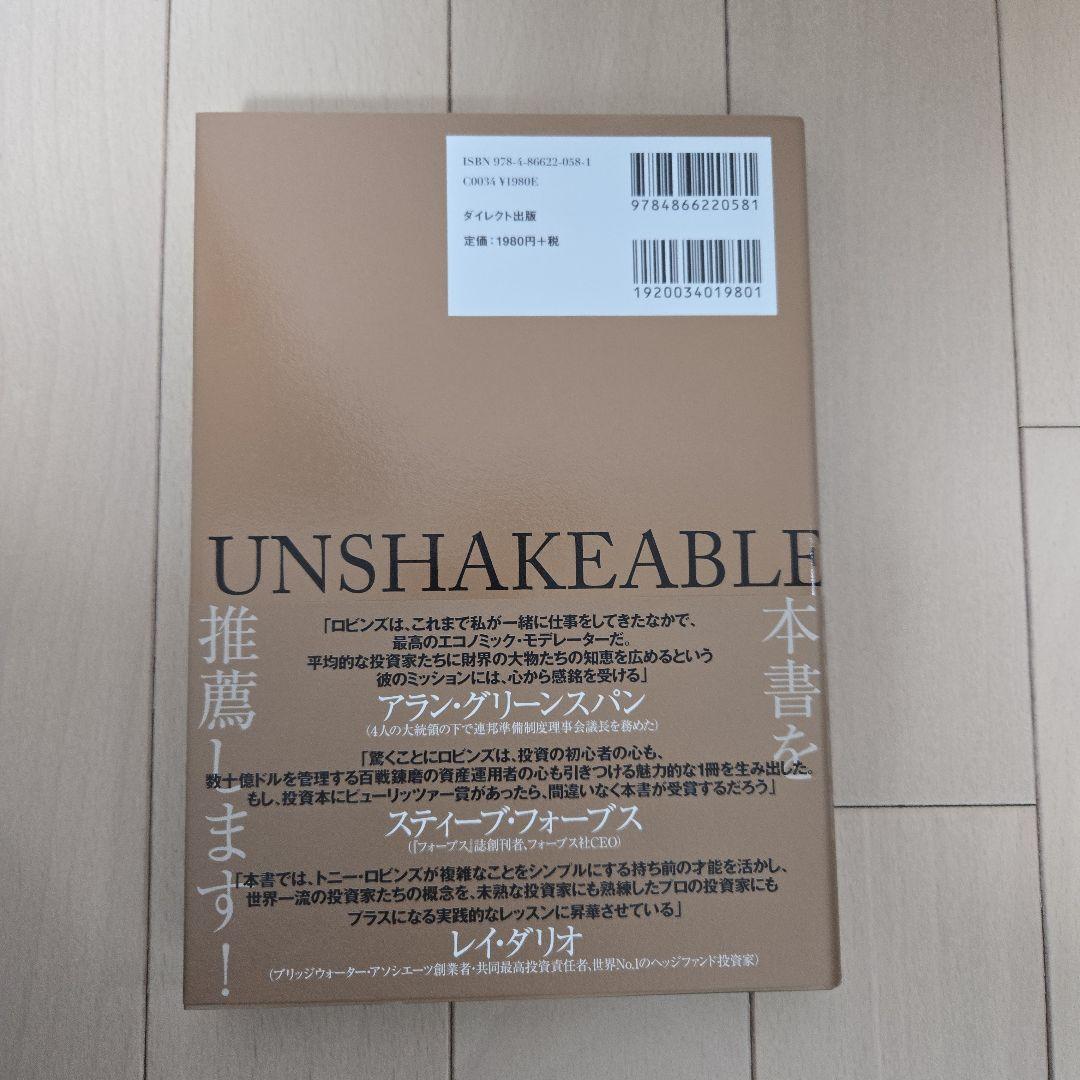 ISBN 978-4-86622-058-1
C0034 ¥1980E
ダイレクト出版
定価：1980円+税
9784866220581
1920034019801
UNSHAKEABLE
本書を
推薦します！
「ロビンズは、これまで私が一緒に仕事をしてきたなかで、
最高のエコノミック・モデレーターだ。
平均的な投資家たちに財界の大物たちの知恵を広めるという
彼のミッションには、心から感銘を受ける」
アラン・グリーンスパン
（4人の大統領の下で連邦準備制度理事会議長を務めた）
「驚くことにロビンズは、投資の初心者の心も、
数十億ドルを管理する百戦錬磨の資産運用者の心も引きつける魅力的な1冊を生み出した。
もし、投資本にピューリッツァー賞があったら、間違いなく本書が受賞するだろう」
スティーブ・フォーブス
（『フォーブス』誌創刊者、フォーブス社CEO）
「本書では、トニー・ロビンズが複雑なことをシンプルにする持ち前の才能を活かし、
世界一流の投資家たちの概念を、未熟な投資家にも熟練したプロの投資家にも
プラスになる実践的なレッスンに昇華させている」
レイ・ダリオ
（ブリッジウォーター・アソシエーツ創業者・共同最高投資責任者、世界No.1のヘッジファンド投資家）